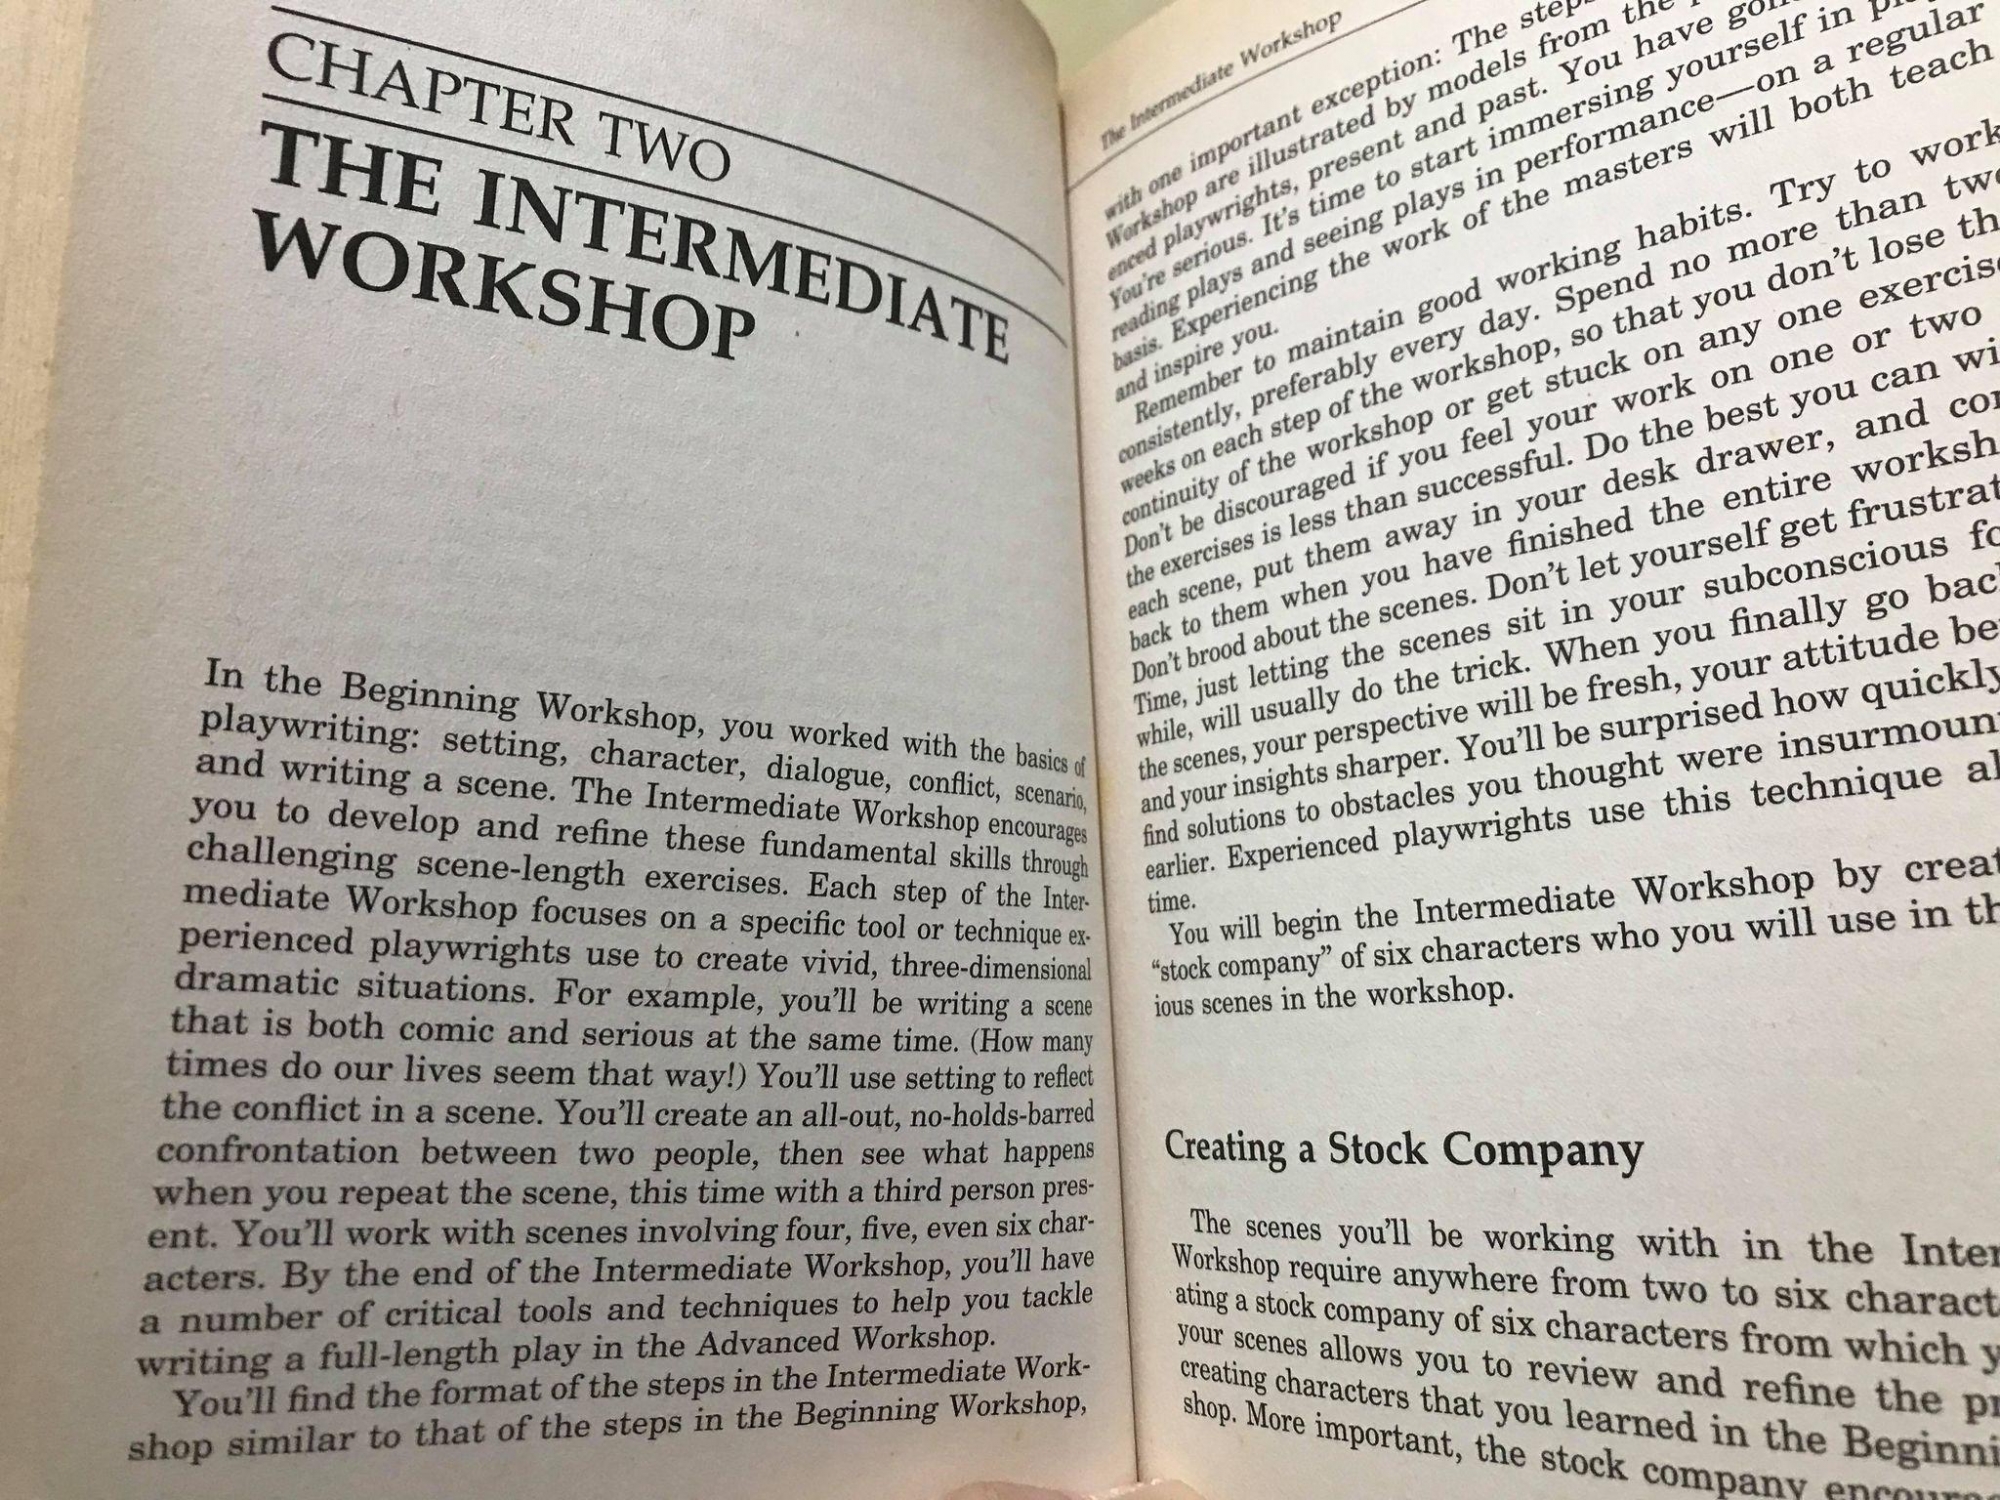 CHAPTER TWO
THE INTERMEDIATE
WORKSHOP
In the Beginning Workshop, you worked with the basics of
playwriting: setting, character, dialogue, conflict, scenario,
and writing a scene. The Intermediate Workshop encourages
you to develop and refine these fundamental skills through
challenging scene-length exercises. Each step of the Inter-
mediate Workshop focuses on a specific tool or technique ex-
perienced playwrights use to create vivid, three-dimensional
dramatic situations. For example, you'll be writing a scene
that is both comic and serious at the same time. (How many
times do our lives seem that way!) You'll use setting to reflect
the conflict in a scene. You'll create an all-out, no-holds-barred
confrontation between two people, then see what happens
when you repeat the scene, this time with a third person pres-
ent. You'll work with scenes involving four, five, even six char-
acters. By the end of the Intermediate Workshop, you'll have
a number of critical tools and techniques to help you tackle
writing a full-length play in the Advanced Workshop.
You'll find the format of the steps in the Intermediate Work-
shop similar to that of the steps in the Beginning Workshop,
The Intermediate Workshop
with one important exception: The steps
Workshop are illustrated by models from the
enced playwrights, present and past. You have
You're serious. It's time to start immersing yourself in
reading plays and seeing plays in performance—on a regular
basis. Experiencing the work of the masters will both teach
and inspire you.
Remember to maintain good working habits. Try to work
consistently, preferably every day. Spend no more than two
weeks on each step of the workshop, so that you don't lose
continuity of the workshop or get stuck on any one exercise
Don't be discouraged if you feel your work on one or two
the exercises is less than successful. Do the best you can
each scene, put them away in your desk drawer, and
back to them when you have finished the entire
Don't brood about the scenes. Don't let yourself get
Time, just letting the scenes sit in your subconscious
while, will usually do the trick. When you finally go
the scenes, your perspective will be fresh, your attitude
and your insights sharper. You'll be surprised how quickly
find solutions to obstacles you thought were
earlier. Experienced playwrights use this technique
time.
You will begin the Intermediate Workshop by
"stock company" of six characters who you will use in
ious scenes in the workshop.
Creating a Stock Company
The scenes you'll be working with in the Inter
Workshop require anywhere from two to six
ating a stock company of six characters from which
your scenes allows you to review and refine the
creating characters that you learned in the
shop. More important, the stock company